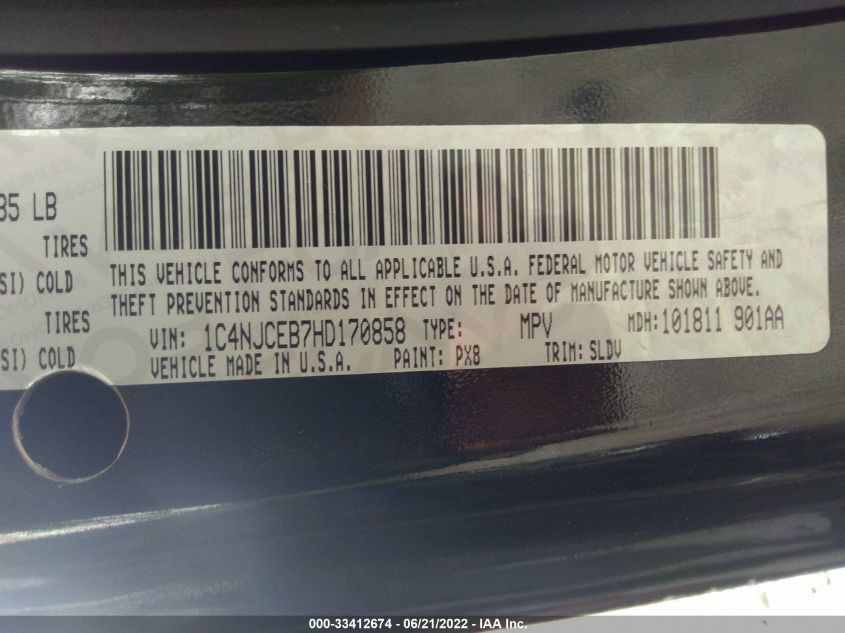 85 LB
TIRES
SI) COLD
TIRES
SI) COLD
THIS VEHICLE CONFORMS TO ALL APPLICABLE U.S.A. FEDERAL MOTOR VEHICLE SAFETY AND
THEFT PREVENTION STANDARDS IN EFFECT ON THE DATE OF MANUFACTURE SHOWN ABOVE.
VIN: 1C4NJCEB7HD170858 TYPE: MPV MDH:101811 901AA
VEHICLE MADE IN U.S.A. PAINT: PX8 TRIM: SLDV
000-33412674 - 06/21/2022 - IAA Inc.